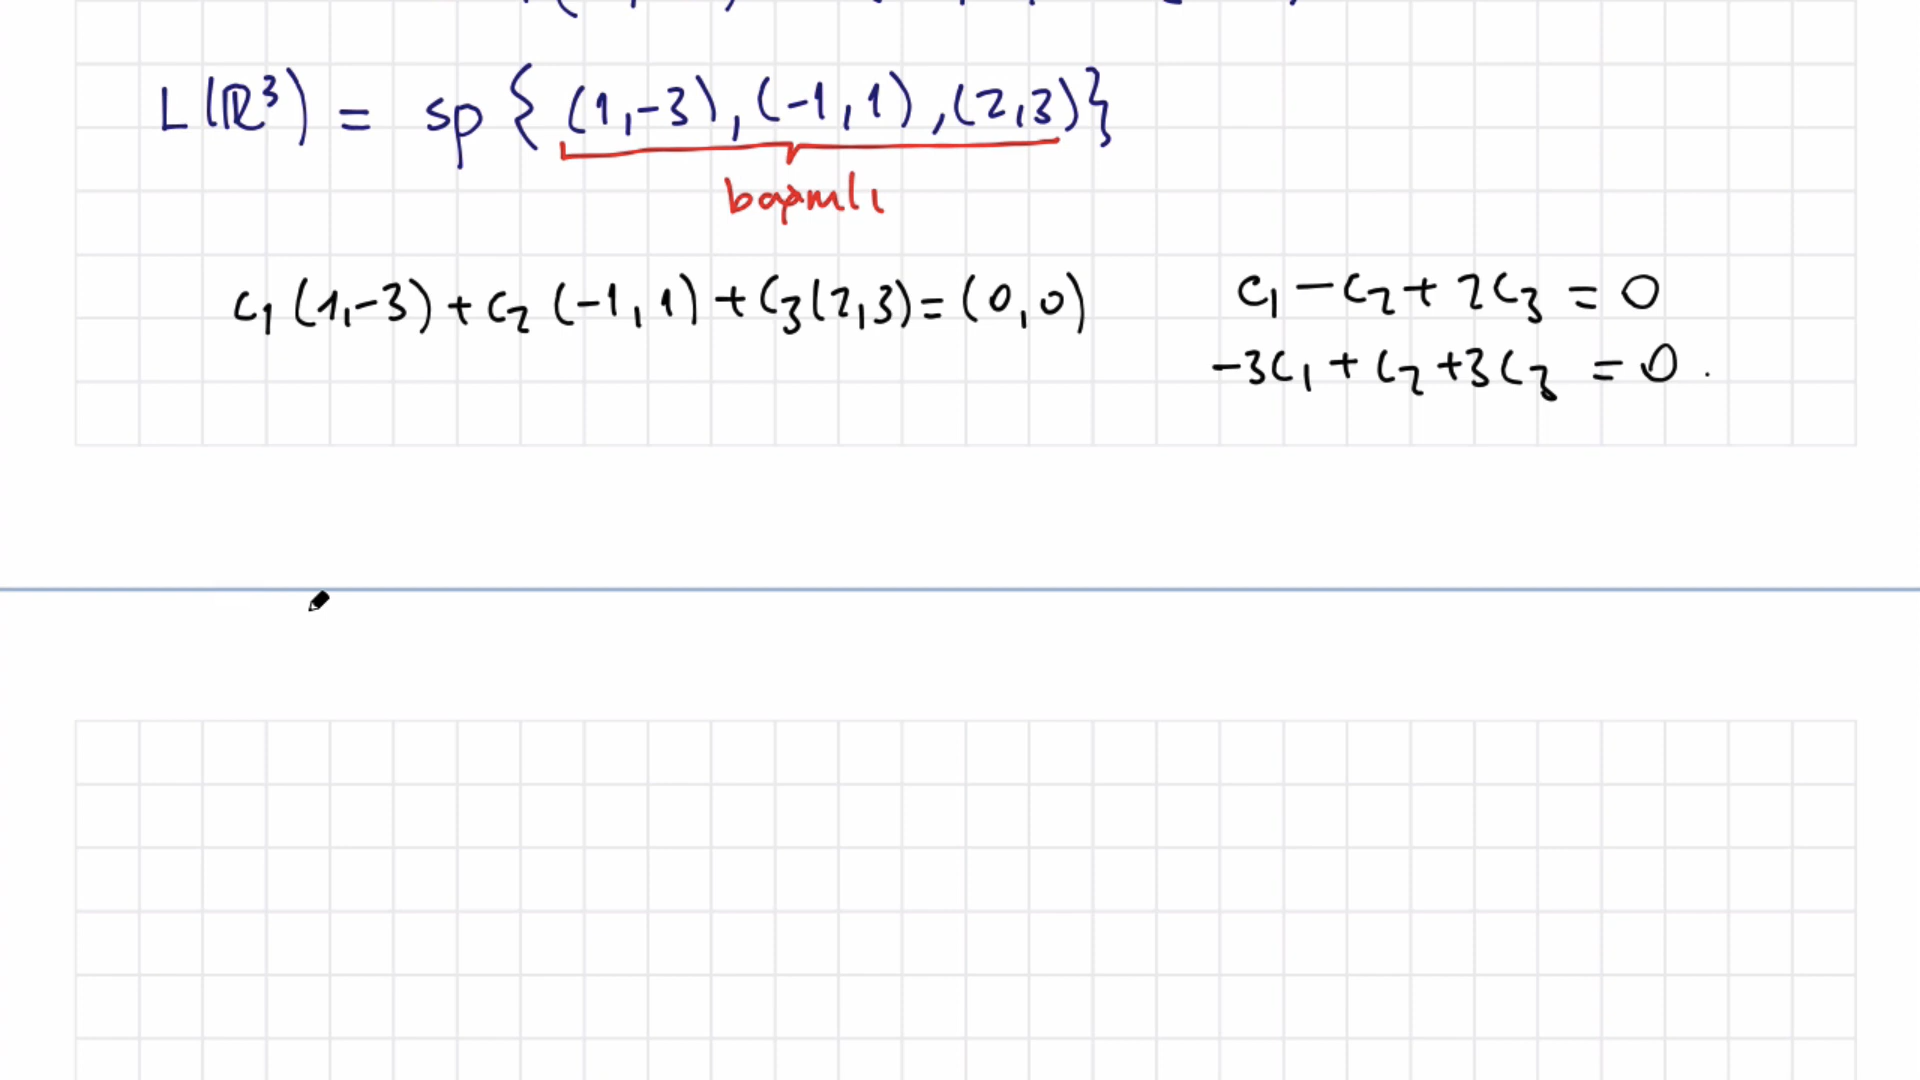 L(ℝ³) = sp{(1,-3), (-1,1), (2,3)}
bağımlı
c₁(1,-3) + c₂(-1,1) + c₃(2,3) = (0,0)
c₁ - c₂ + 2c₃ = 0
-3c₁ + c₂ + 3c₃ = 0.